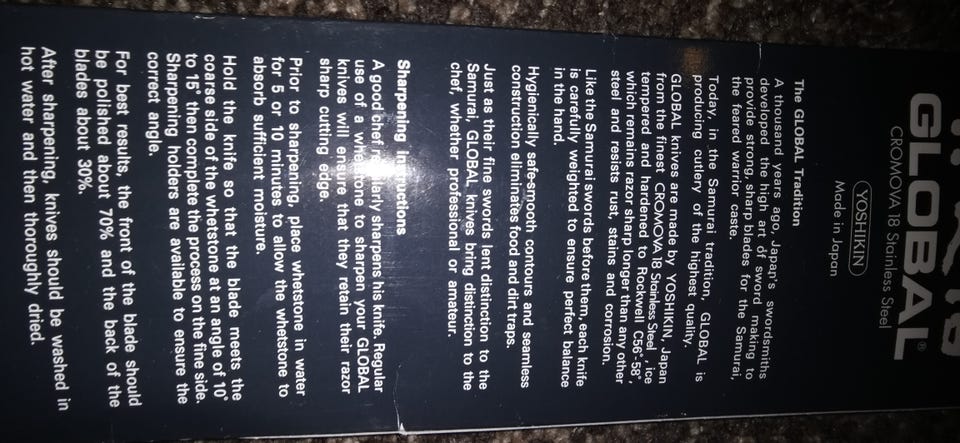 GLOBAL®
CROMOVA 18 Stainless Steel
YOSHIKIN
Made in Japan
The GLOBAL Tradition
A thousand years ago, Japan's swordsmiths
developed the high art of sword making to
provide strong, sharp blades for the Samurai,
the feared warrior caste.
Today, in the Samurai tradition, GLOBAL is
producing cutlery of the highest quality.
GLOBAL knives are made by YOSHIKIN, Japan
from the finest CROMOVA 18 Stainless Steel, ice
tempered and hardened to Rockwell C56°-58°,
which remains razor sharp longer than any other
steel and resists rust, stains and corrosion.
Like the Samurai swords before them, each knife
is carefully weighted to ensure perfect balance
in the hand.
Hygienically safe-smooth contours and seamless
construction eliminates food and dirt traps.
Just as their fine swords lent distinction to the
Samurai, GLOBAL knives bring distinction to the
chef, whether professional or amateur.
Sharpening Instructions
A good chef regularly sharpens his knife. Regular
use of a whetstone to sharpen your GLOBAL
knives will ensure that they retain their razor
sharp cutting edge.
Prior to sharpening, place whetstone in water
for 5 or 10 minutes to allow the whetstone to
absorb sufficient moisture.
Hold the knife so that the blade meets the
coarse side of the whetstone at an angle of 10°
to 15° then complete the process on the fine side.
Sharpening holders are available to ensure the
correct angle.
For best results, the front of the blade should
be polished about 70% and the back of the
blades about 30%.
After sharpening, knives should be washed in
hot water and then thoroughly dried.